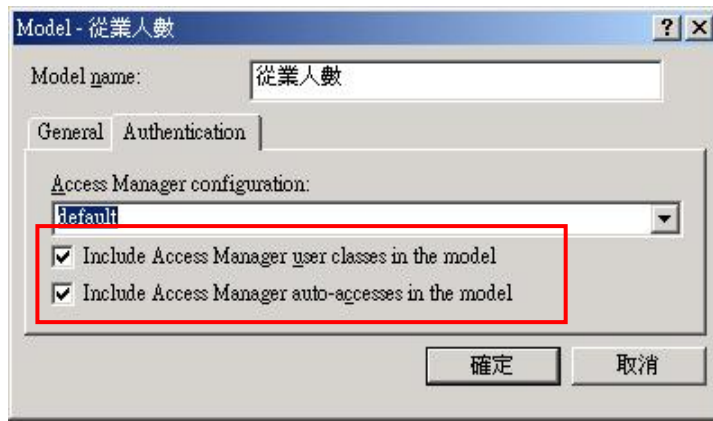 Model - 從業人數
Model name: 從業人數
General Authentication
Access Manager configuration:
default
Include Access Manager user classes in the model
Include Access Manager auto-accesses in the model
確定 取消